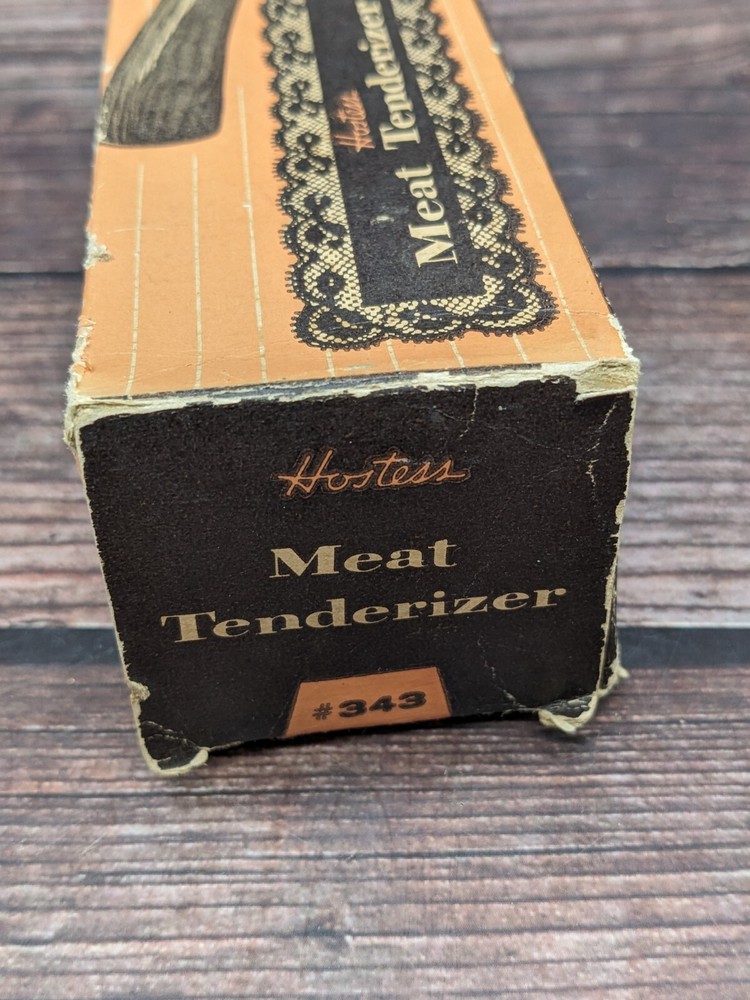 Hostess
Meat Tenderizer
Hostess
Meat
Tenderizer
#343